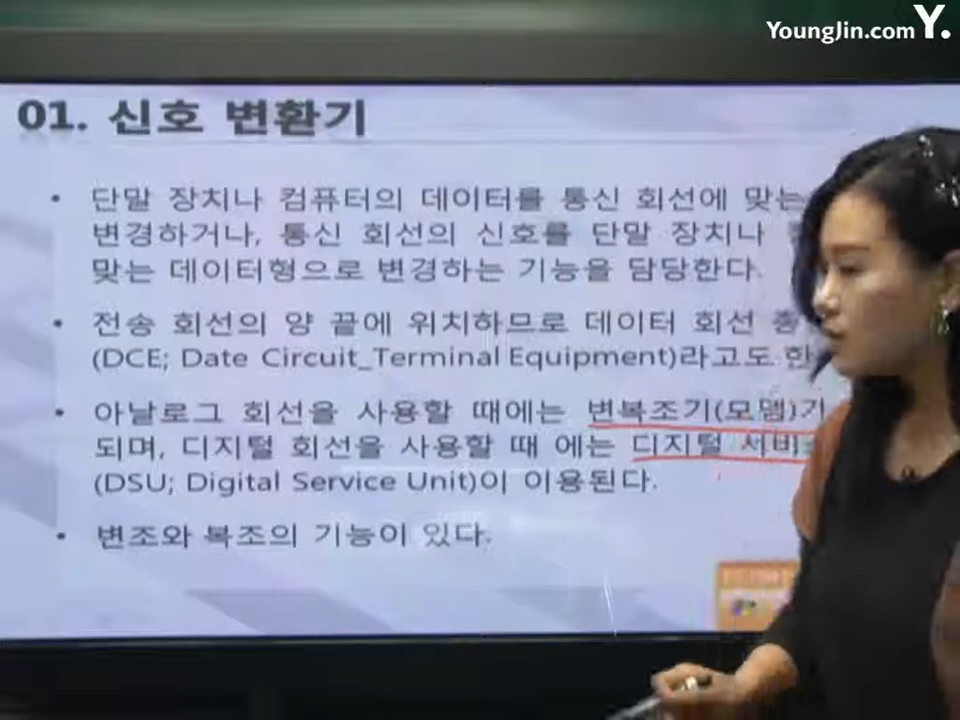 YoungJin.com Y.
01. 신호 변환기
• 단말 장치나 컴퓨터의 데이터를 통신 회선에 맞는
변경하거나, 통신 회선의 신호를 단말 장치나
맞는 데이터형으로 변경하는 기능을 담당한다.
• 전송 회선의 양 끝에 위치하므로 데이터 회선 종
(DCE; Date Circuit_Terminal Equipment)라고도 한
• 아날로그 회선을 사용할 때에는 변복조기(모뎀)가
되며, 디지털 회선을 사용할 때 에는 디지털 서비스
(DSU; Digital Service Unit)이 이용된다.
• 변조와 복조의 기능이 있다.